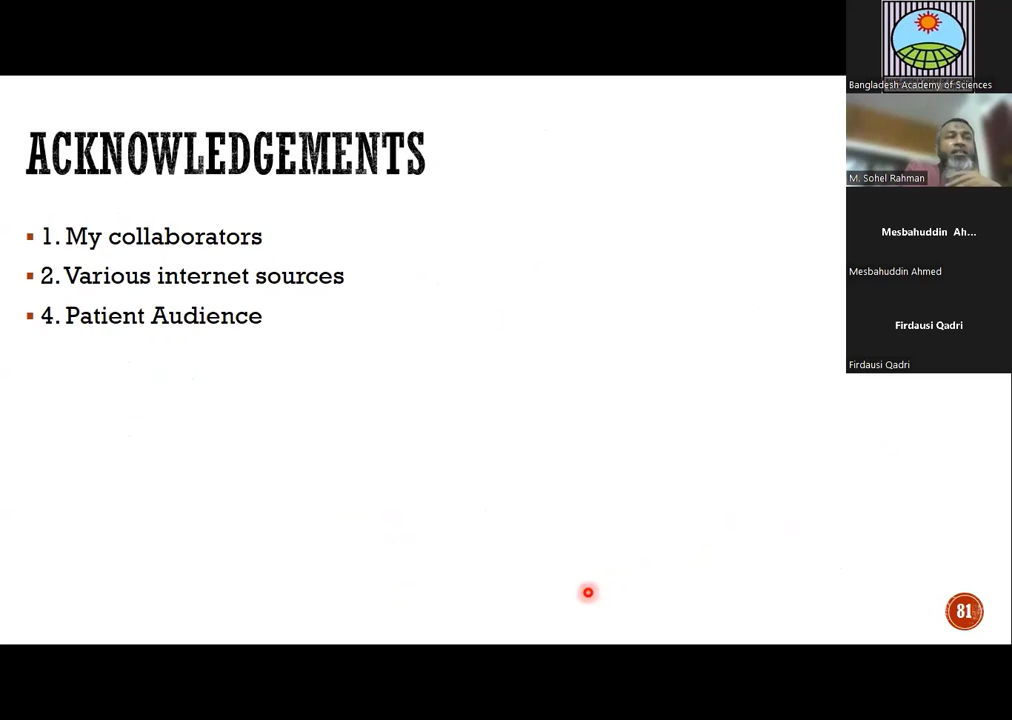 Bangladesh Academy of Sciences
ACKNOWLEDGEMENTS
▪ 1. My collaborators
▪ 2. Various internet sources
▪ 4. Patient Audience
M. Sohel Rahman
Mesbahuddin Ah...
Mesbahuddin Ahmed
Firdausi Qadri
Firdausi Qadri
81